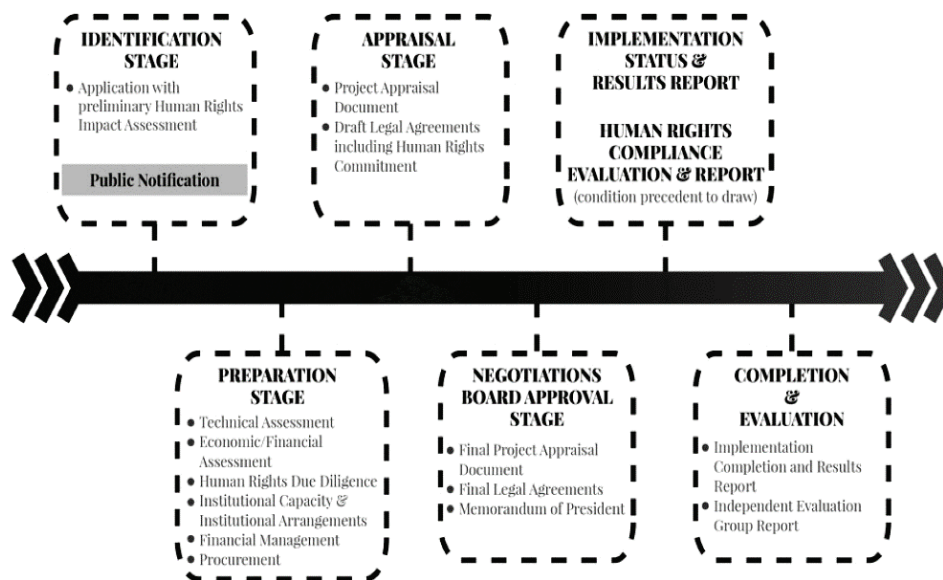 IDENTIFICATION
STAGE
● Application with
preliminary Human Rights
Impact Assessment
Public Notification
APPRAISAL
STAGE
● Project Appraisal
Document
● Draft Legal Agreements
including Human Rights
Commitment
IMPLEMENTATION
STATUS &
RESULTS REPORT
HUMAN RIGHTS
COMPLIANCE
EVALUATION & REPORT
(condition precedent to draw)
PREPARATION
STAGE
● Technical Assessment
● Economic/Financial
Assessment
● Human Rights Due Diligence
● Institutional Capacity &
Institutional Arrangements
● Financial Management
● Procurement
NEGOTIATIONS
BOARD APPROVAL
STAGE
● Final Project Appraisal
Document
● Final Legal Agreements
● Memorandum of President
COMPLETION
&
EVALUATION
● Implementation
Completion and Results
Report
● Independent Evaluation
Group Report